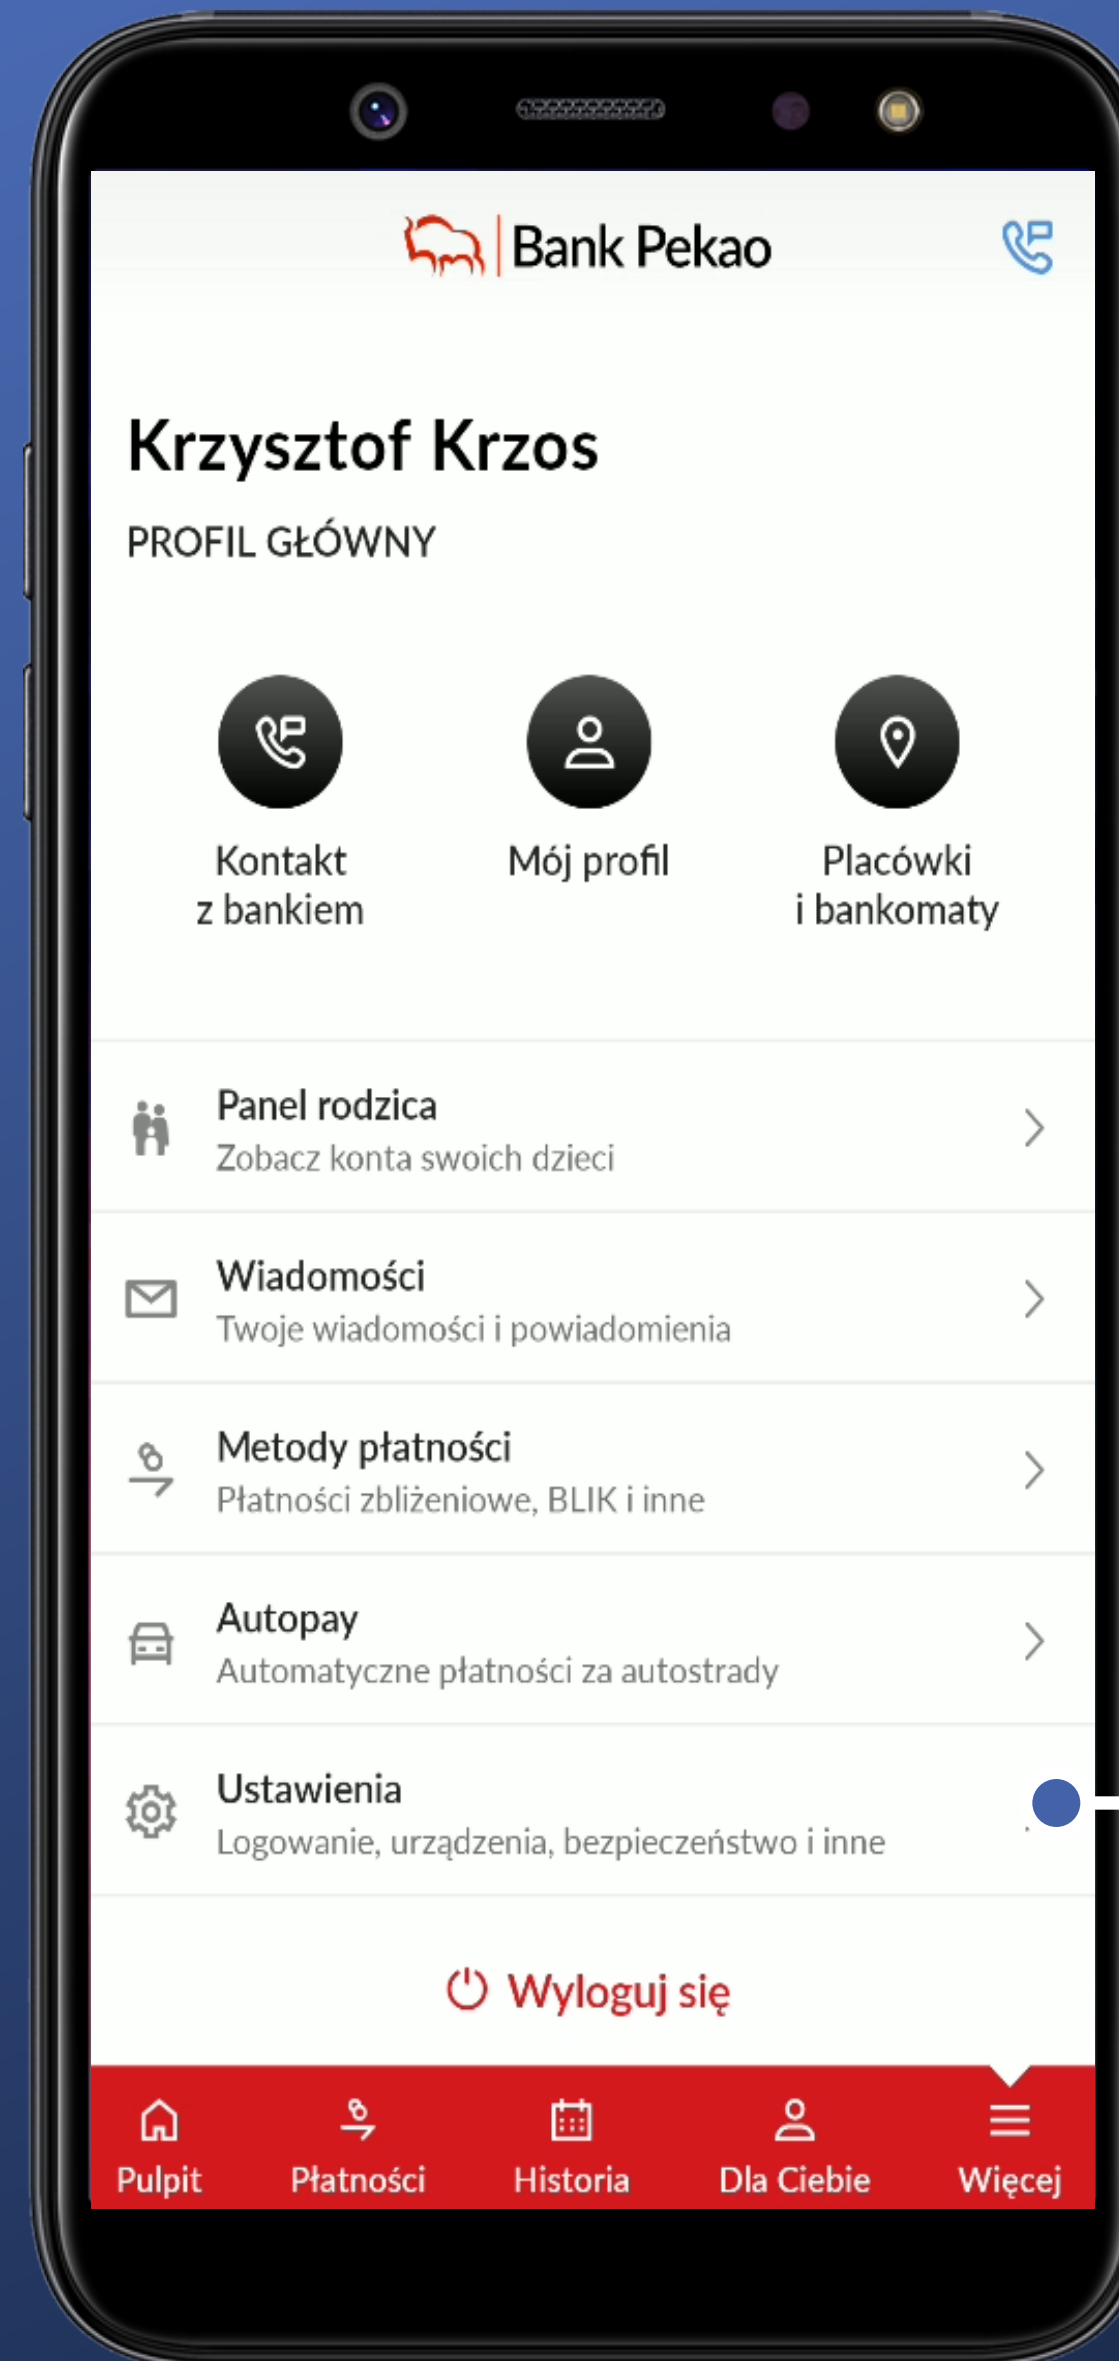 Bank Pekao
Krzysztof Krzos
PROFIL GŁÓWNY
Kontakt
z bankiem
Mój profil
Placówki
i bankomaty
Panel rodzica
Zobacz konta swoich dzieci
Wiadomości
Twoje wiadomości i powiadomienia
Metody płatności
Płatności zbliżeniowe, BLIK i inne
Autopay
Automatyczne płatności za autostrady
Ustawienia
Logowanie, urządzenia, bezpieczeństwo i inne
Wyloguj się
Pulpit
Płatności
Historia
Dla Ciebie
Więcej